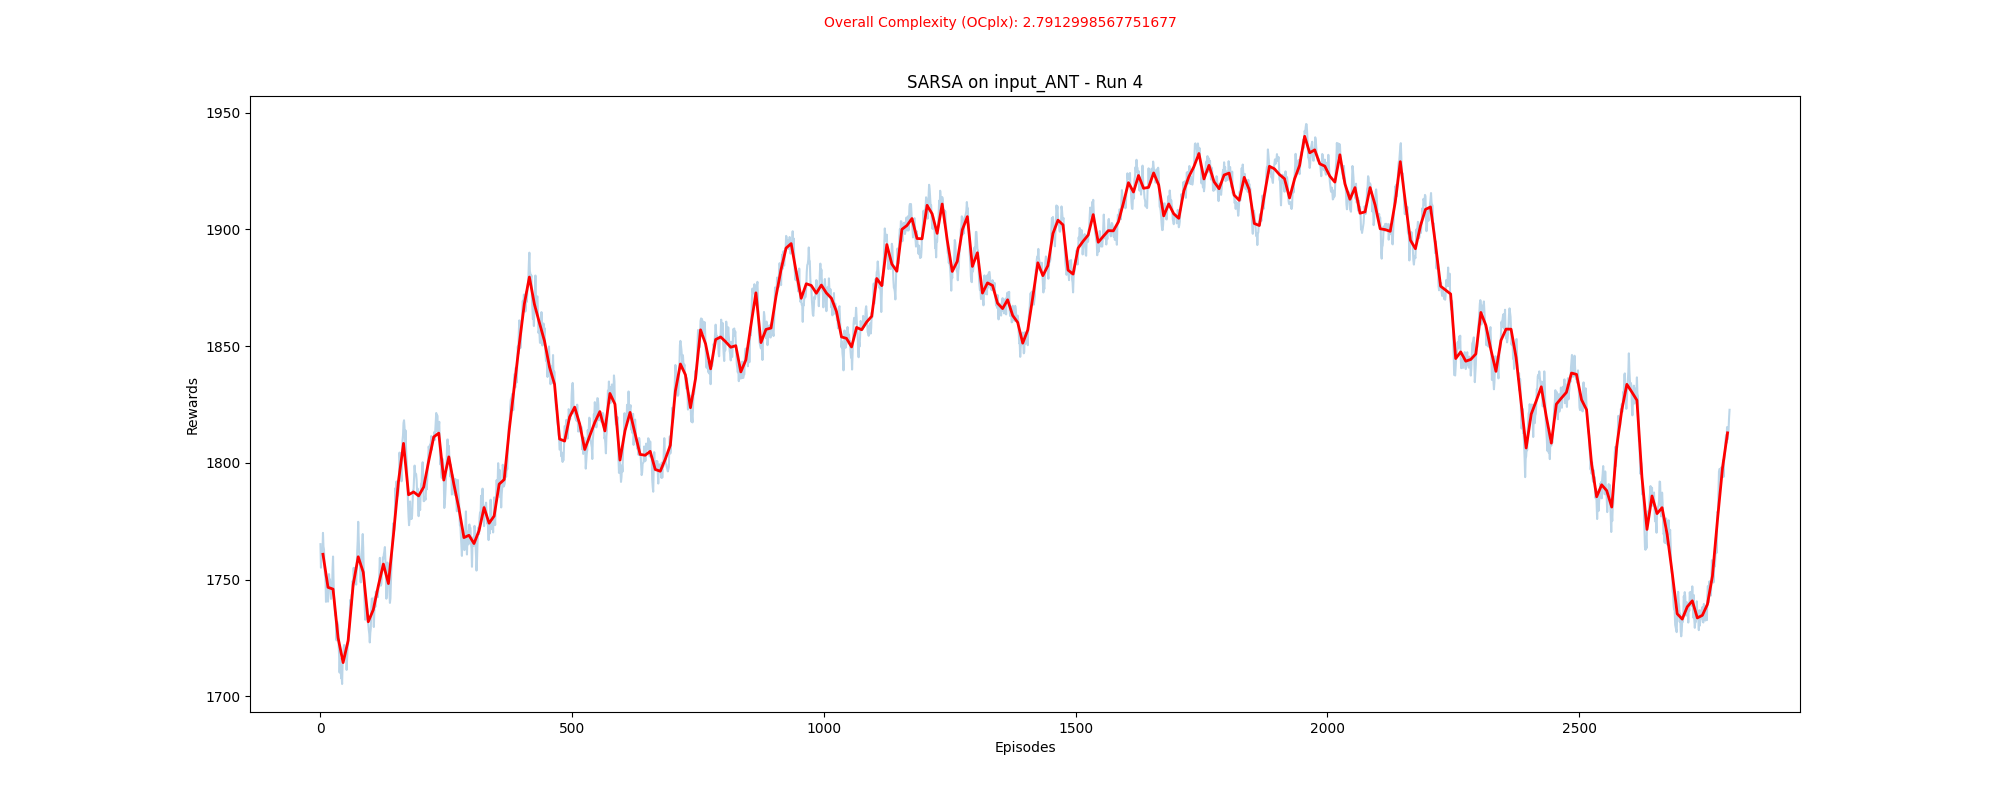 Overall Complexity (OCplx): 2.7912998567751677
SARSA on input_ANT - Run 4
1950
1900
1850
1800
1750
1700
Rewards
0 500 1000 1500 2000 2500
Episodes